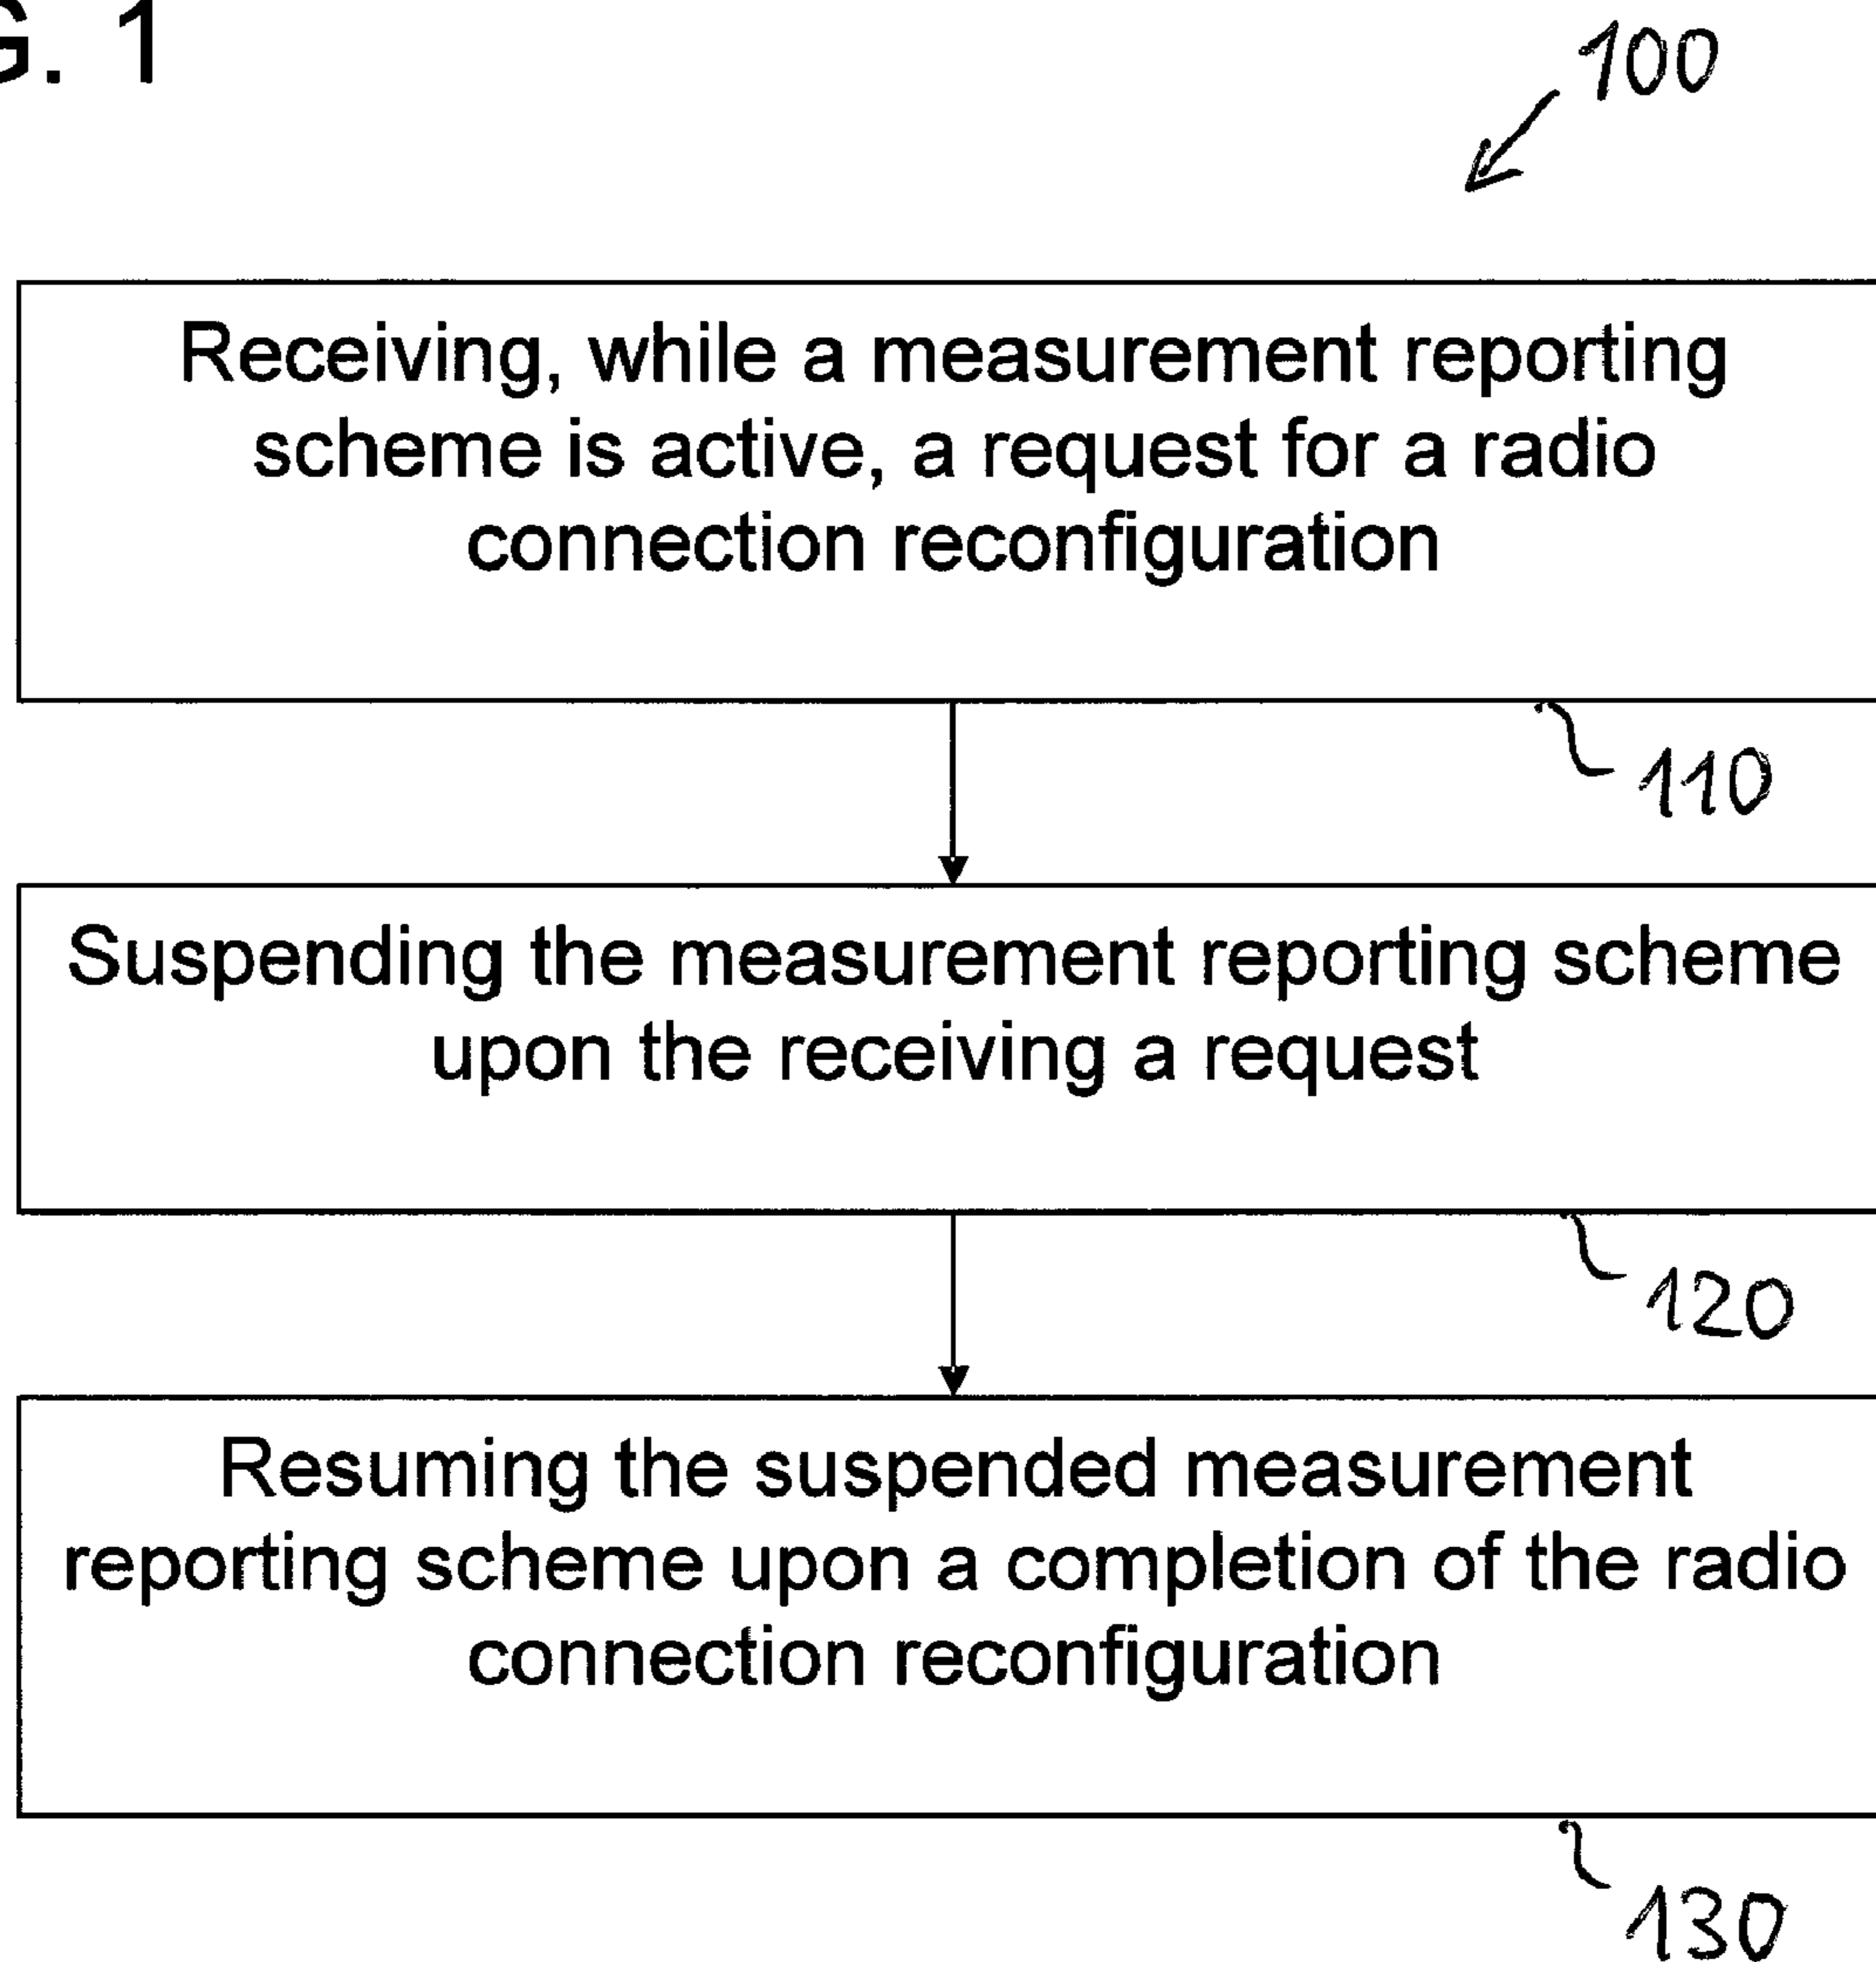 G. 1
100
Receiving, while a measurement reporting
scheme is active, a request for a radio
connection reconfiguration
110
Suspending the measurement reporting scheme
upon the receiving a request
120
Resuming the suspended measurement
reporting scheme upon a completion of the radio
connection reconfiguration
130